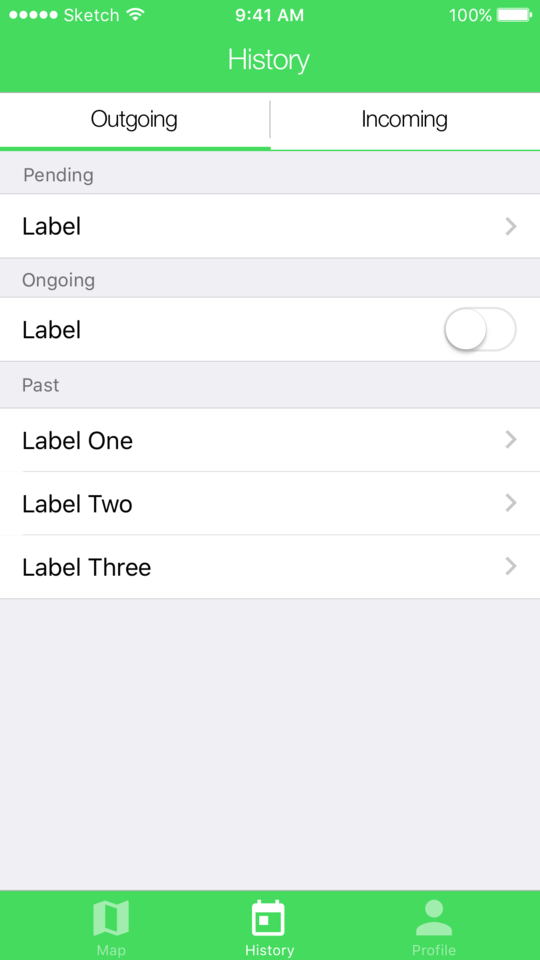 Sketch 9:41 AM 100%
History
Outgoing Incoming
Pending
Label
Ongoing
Label
Past
Label One
Label Two
Label Three
Map History Profile